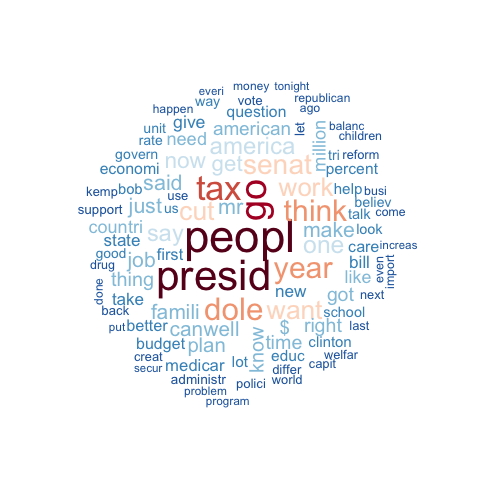 everi money tonight
happen way vote republican
ago
unit give question let balanc
rate need american million children
govern america tri reform
economi now get senat percent
kemp bob said use tax go work help busi
support just us cut mr think believ
countri talk come
state say peopl one make look
good first care increas
drug job presid year bill even
thing like import
done take new got next
back famili dole want school
put better canwell $ right last
budget plan know time clinton
creat medicar lot educ welfar
secur differ capit
administr polici world
problem
program